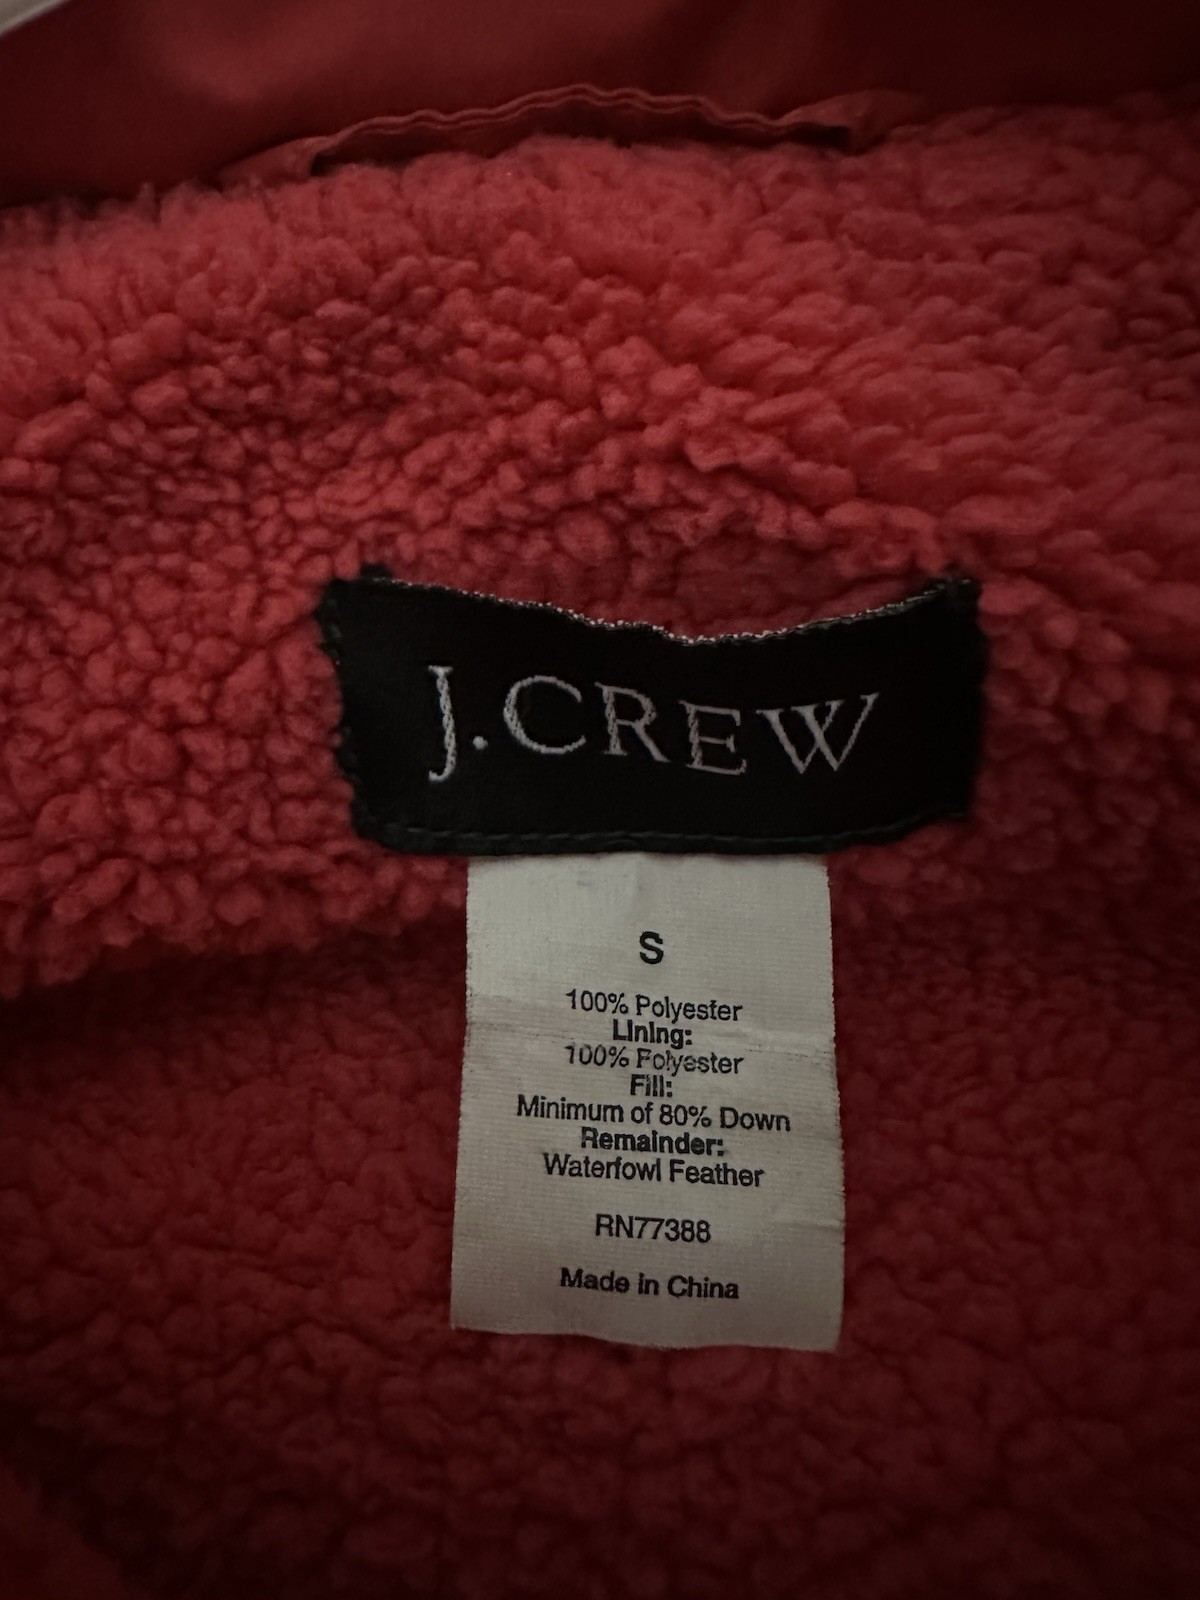 J.CREW
S
100% Polyester
Lining:
100% Polyester
Fill:
Minimum of 80% Down
Remainder:
Waterfowl Feather
RN77388
Made in China